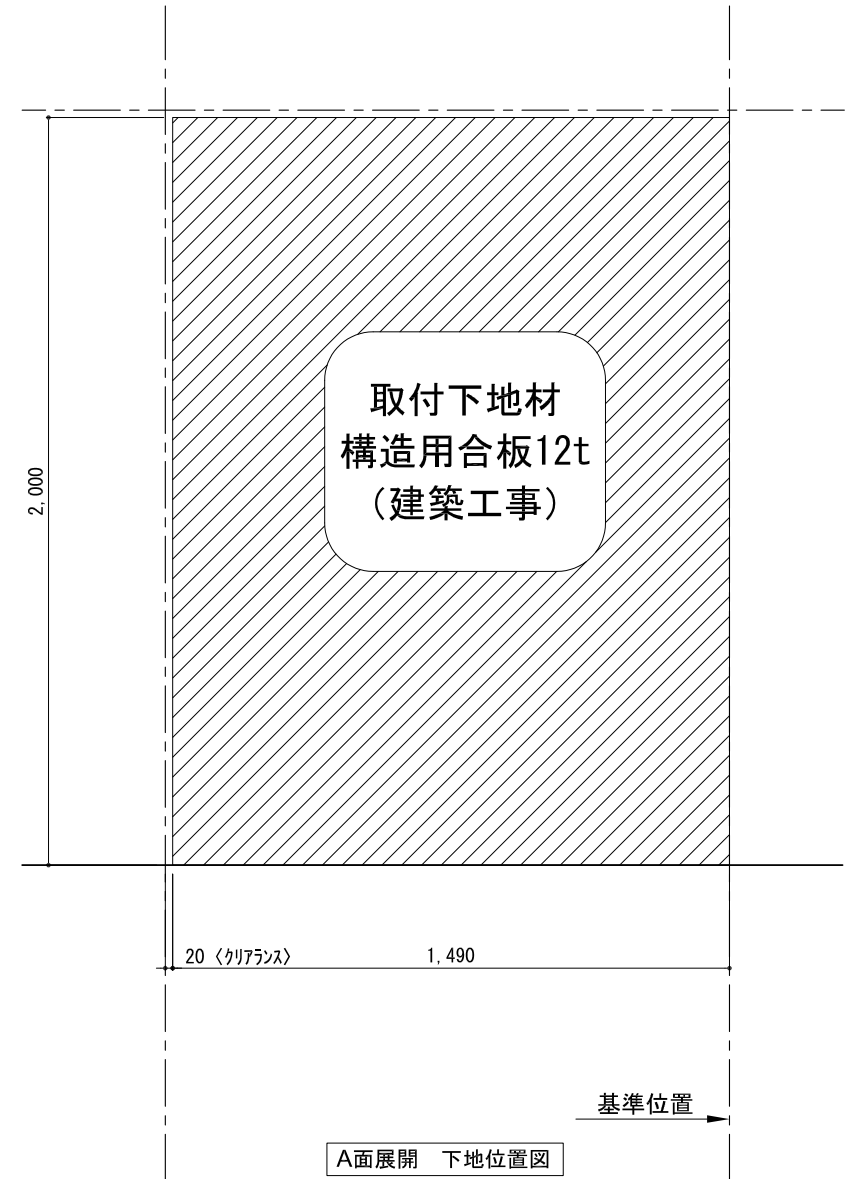 取付下地材
構造用合板12t
(建築工事)
2,000
20 〈クリアランス〉
1,490
基準位置
A面展開 下地位置図